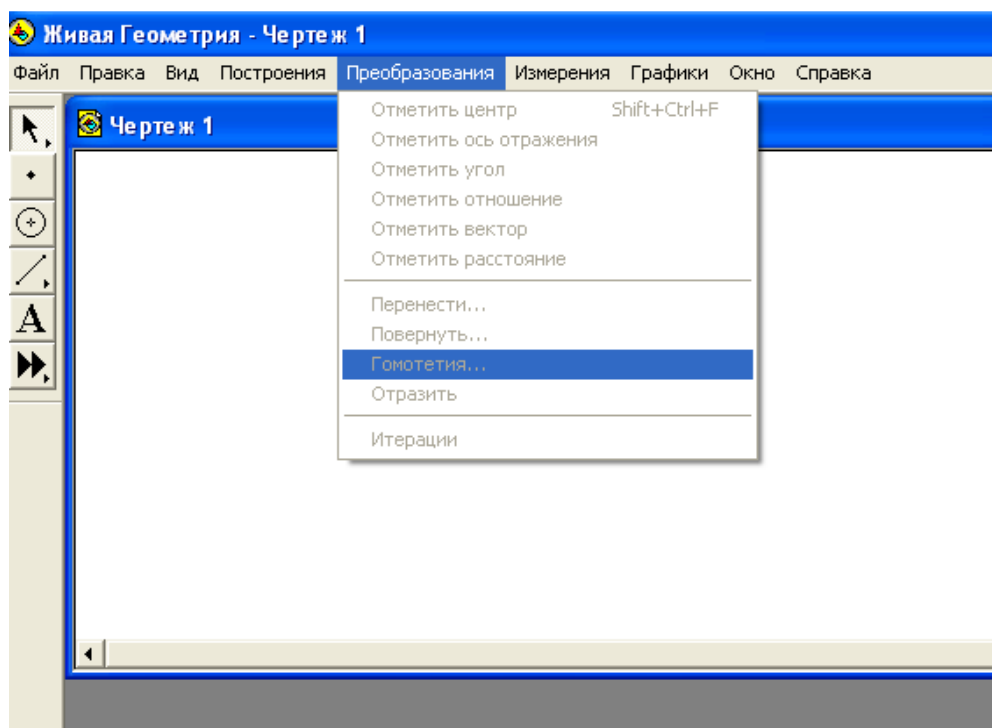 Живая Геометрия - Чертеж 1
Файл Правка Вид Построения Преобразования Измерения Графики Окно Справка
Чертеж 1
Отметить центр Shift+Ctrl+F
Отметить ось отражения
Отметить угол
Отметить отношение
Отметить вектор
Отметить расстояние
Перенести...
Повернуть...
Гомотетия...
Отразить
Итерации
A